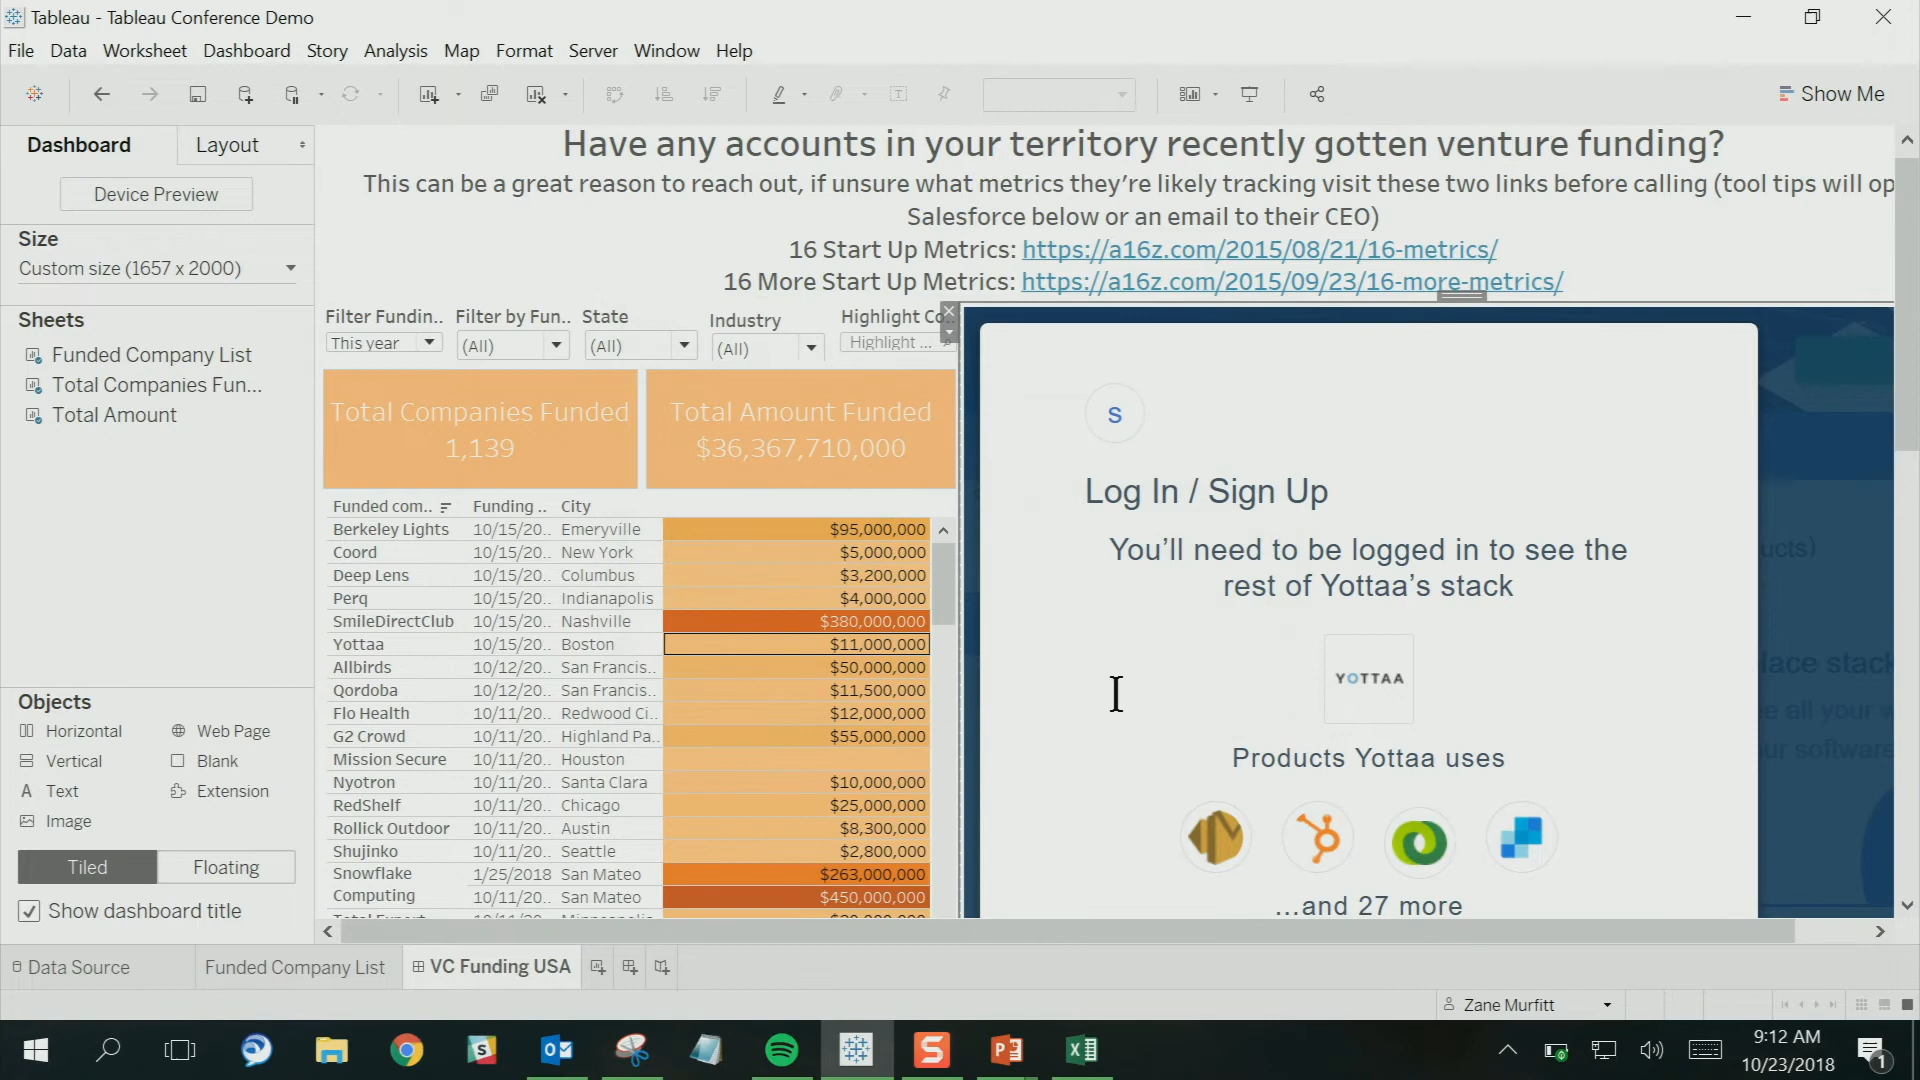 Tableau - Tableau Conference Demo
File Data Worksheet Dashboard Story Analysis Map Format Server Window Help
Show Me
Dashboard Layout
Device Preview
Size
Custom size (1657 x 2000)
Sheets
Funded Company List
Total Companies Fun...
Total Amount
Objects
Horizontal Web Page
Vertical Blank
A Text Extension
Image
Tiled Floating
Show dashboard title
Have any accounts in your territory recently gotten venture funding?
This can be a great reason to reach out, if unsure what metrics they're likely tracking visit these two links before calling (tool tips will op
Salesforce below or an email to their CEO)
16 Start Up Metrics: https://a16z.com/2015/08/21/16-metrics/
16 More Start Up Metrics: https://a16z.com/2015/09/23/16-more-metrics/
Filter Fundin.. Filter by Fun.. State Industry Highlight Co..
This year (All) (All) (All) Highlight ...
Total Companies Funded
1,139
Total Amount Funded
$36,367,710,000
Funded com.. Funding .. City
Berkeley Lights 10/15/20.. Emeryville $95,000,000
Coord 10/15/20.. New York $5,000,000
Deep Lens 10/15/20.. Columbus $3,200,000
Perq 10/15/20.. Indianapolis $4,000,000
SmileDirectClub 10/15/20.. Nashville $380,000,000
Yottaa 10/15/20.. Boston $11,000,000
Allbirds 10/12/20.. San Francis.. $50,000,000
Qordoba 10/12/20.. San Francis.. $11,500,000
Flo Health 10/11/20.. Redwood Ci.. $12,000,000
G2 Crowd 10/11/20.. Highland Pa.. $55,000,000
Mission Secure 10/11/20.. Houston
Nyotron 10/11/20.. Santa Clara $10,000,000
RedShelf 10/11/20.. Chicago $25,000,000
Rollick Outdoor 10/11/20.. Austin $8,300,000
Shujinko 10/11/20.. Seattle $2,800,000
Snowflake 1/25/2018 San Mateo $263,000,000
Computing 10/11/20.. San Mateo $450,000,000
S
Log In / Sign Up
You'll need to be logged in to see the
rest of Yottaa's stack
YOTTAA
Products Yottaa uses
...and 27 more
ucts)
lace stack
Data Source Funded Company List VC Funding USA
Zane Murfitt
9:12 AM
10/23/2018
1